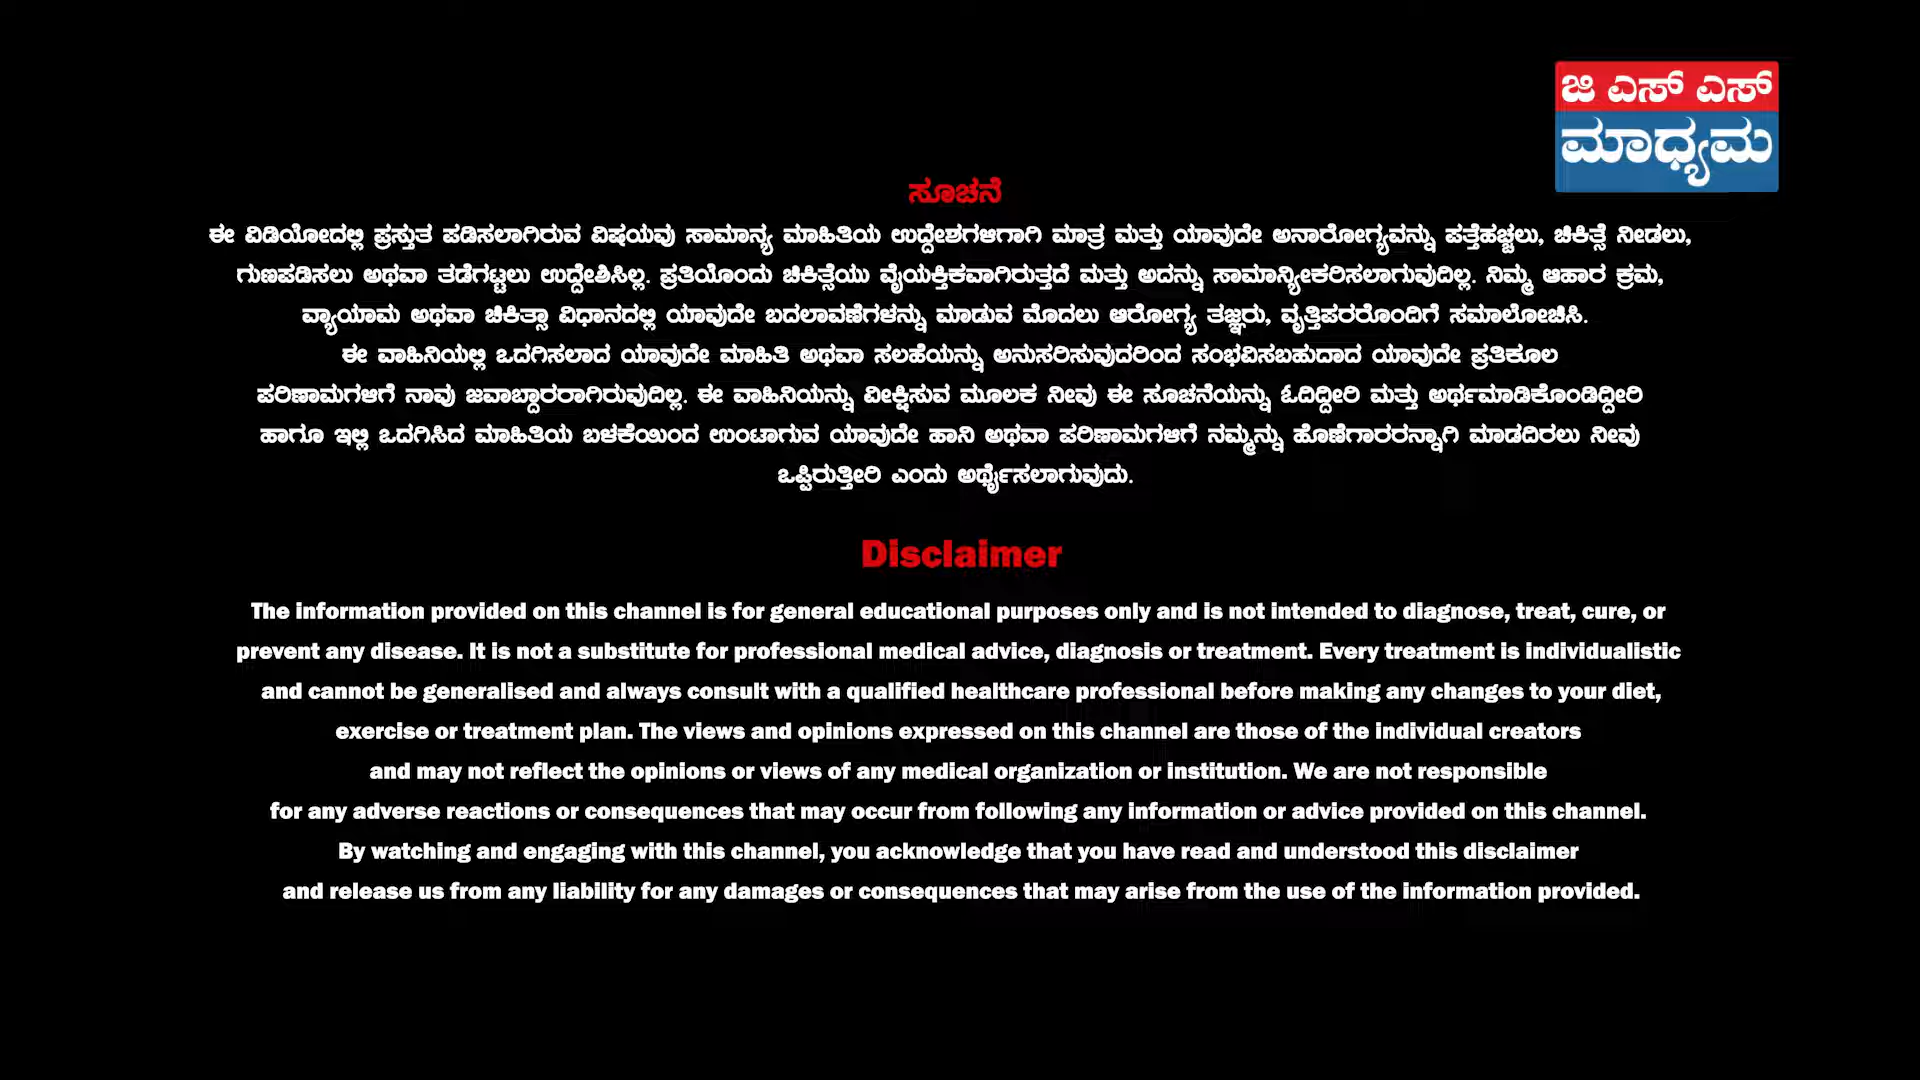 ಜಿ ಎಸ್ ಎಸ್
ಮಾಧ್ಯಮ
ಸೂಚನೆ
ಈ ವಿಡಿಯೋದಲ್ಲಿ ಪ್ರಸ್ತುತ ಪಡಿಸಲಾಗಿರುವ ವಿಷಯವು ಸಾಮಾನ್ಯ ಮಾಹಿತಿಯ ಉದ್ದೇಶಗಳಿಗಾಗಿ ಮಾತ್ರ ಮತ್ತು ಯಾವುದೇ ಅನಾರೋಗ್ಯವನ್ನು ಪತ್ತೆಹಚ್ಚಲು, ಚಿಕಿತ್ಸೆ ನೀಡಲು,
ಗುಣಪಡಿಸಲು ಅಥವಾ ತಡೆಗಟ್ಟಲು ಉದ್ದೇಶಿಸಿಲ್ಲ. ಪ್ರತಿಯೊಂದು ಚಿಕಿತ್ಸೆಯು ವೈಯಕ್ತಿಕವಾಗಿರುತ್ತದೆ ಮತ್ತು ಅದನ್ನು ಸಾಮಾನ್ಯೀಕರಿಸಲಾಗುವುದಿಲ್ಲ. ನಿಮ್ಮ ಆಹಾರ ಕ್ರಮ,
ವ್ಯಾಯಾಮ ಅಥವಾ ಚಿಕಿತ್ಸಾ ವಿಧಾನದಲ್ಲಿ ಯಾವುದೇ ಬದಲಾವಣೆಗಳನ್ನು ಮಾಡುವ ಮೊದಲು ಆರೋಗ್ಯ ತಜ್ಞರು, ವೃತ್ತಿಪರರೊಂದಿಗೆ ಸಮಾಲೋಚಿಸಿ.
ಈ ವಾಹಿನಿಯಲ್ಲಿ ಒದಗಿಸಲಾದ ಯಾವುದೇ ಮಾಹಿತಿ ಅಥವಾ ಸಲಹೆಯನ್ನು ಅನುಸರಿಸುವುದರಿಂದ ಸಂಭವಿಸಬಹುದಾದ ಯಾವುದೇ ಪ್ರತಿಕೂಲ
ಪರಿಣಾಮಗಳಿಗೆ ನಾವು ಜವಾಬ್ದಾರರಾಗಿರುವುದಿಲ್ಲ. ಈ ವಾಹಿನಿಯನ್ನು ವೀಕ್ಷಿಸುವ ಮೂಲಕ ನೀವು ಈ ಸೂಚನೆಯನ್ನು ಓದಿದ್ದೀರಿ ಮತ್ತು ಅರ್ಥಮಾಡಿಕೊಂಡಿದ್ದೀರಿ
ಹಾಗೂ ಇಲ್ಲಿ ಒದಗಿಸಿದ ಮಾಹಿತಿಯ ಬಳಕೆಯಿಂದ ಉಂಟಾಗುವ ಯಾವುದೇ ಹಾನಿ ಅಥವಾ ಪರಿಣಾಮಗಳಿಗೆ ನಮ್ಮನ್ನು ಹೊಣೆಗಾರರನ್ನಾಗಿ ಮಾಡದಿರಲು ನೀವು
ಒಪ್ಪಿರುತ್ತೀರಿ ಎಂದು ಅರ್ಥೈಸಲಾಗುವುದು.
Disclaimer
The information provided on this channel is for general educational purposes only and is not intended to diagnose, treat, cure, or
prevent any disease. It is not a substitute for professional medical advice, diagnosis or treatment. Every treatment is individualistic
and cannot be generalised and always consult with a qualified healthcare professional before making any changes to your diet,
exercise or treatment plan. The views and opinions expressed on this channel are those of the individual creators
and may not reflect the opinions or views of any medical organization or institution. We are not responsible
for any adverse reactions or consequences that may occur from following any information or advice provided on this channel.
By watching and engaging with this channel, you acknowledge that you have read and understood this disclaimer
and release us from any liability for any damages or consequences that may arise from the use of the information provided.